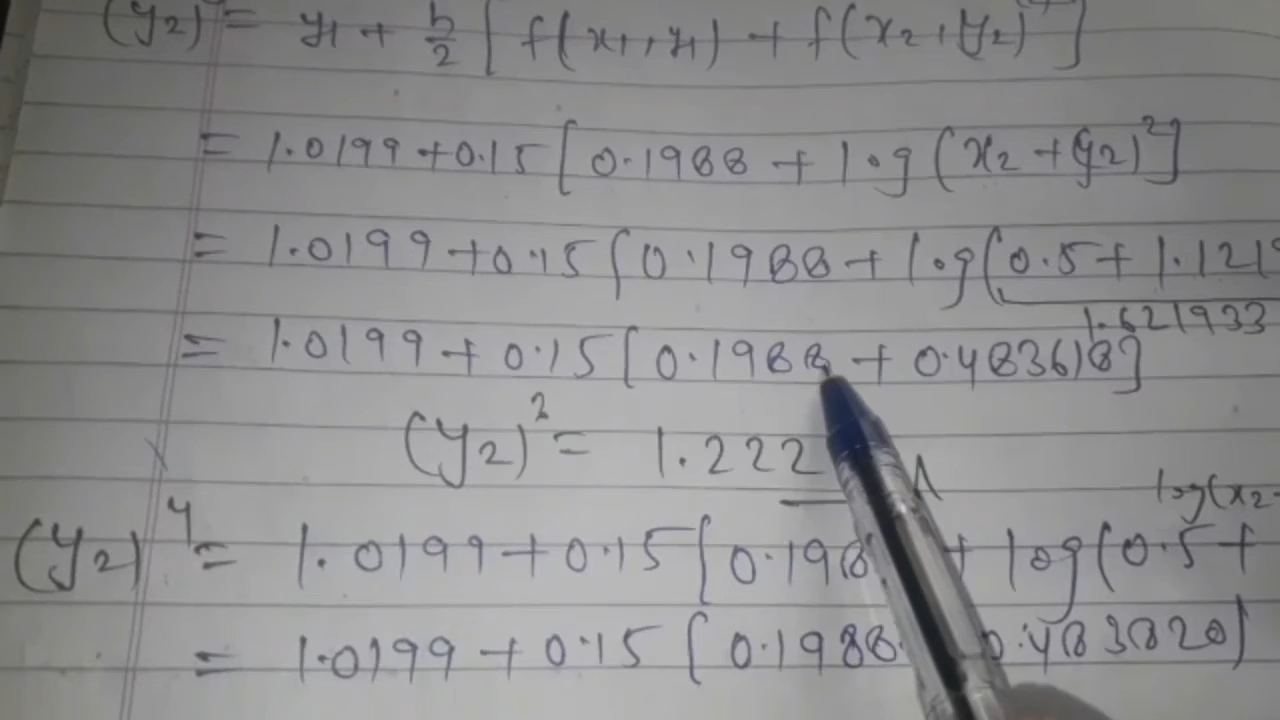 (y2) = y1 + h/2 [ f(x1, y1) + f(x2, y2)
= 1.0199 + 0.15 [ 0.1988 + log (x2 + (y2)²]
= 1.0199 + 0.15 [ 0.1988 + log(0.5 + 1.1219
1.621933
= 1.0199 + 0.15 [ 0.1988 + 0.483618]
(y2)² = 1.222
log(x2
(y2)⁴ = 1.0199 + 0.15 [ 0.198 + log(0.5 +
= 1.0199 + 0.15 [ 0.1988 0.483820]